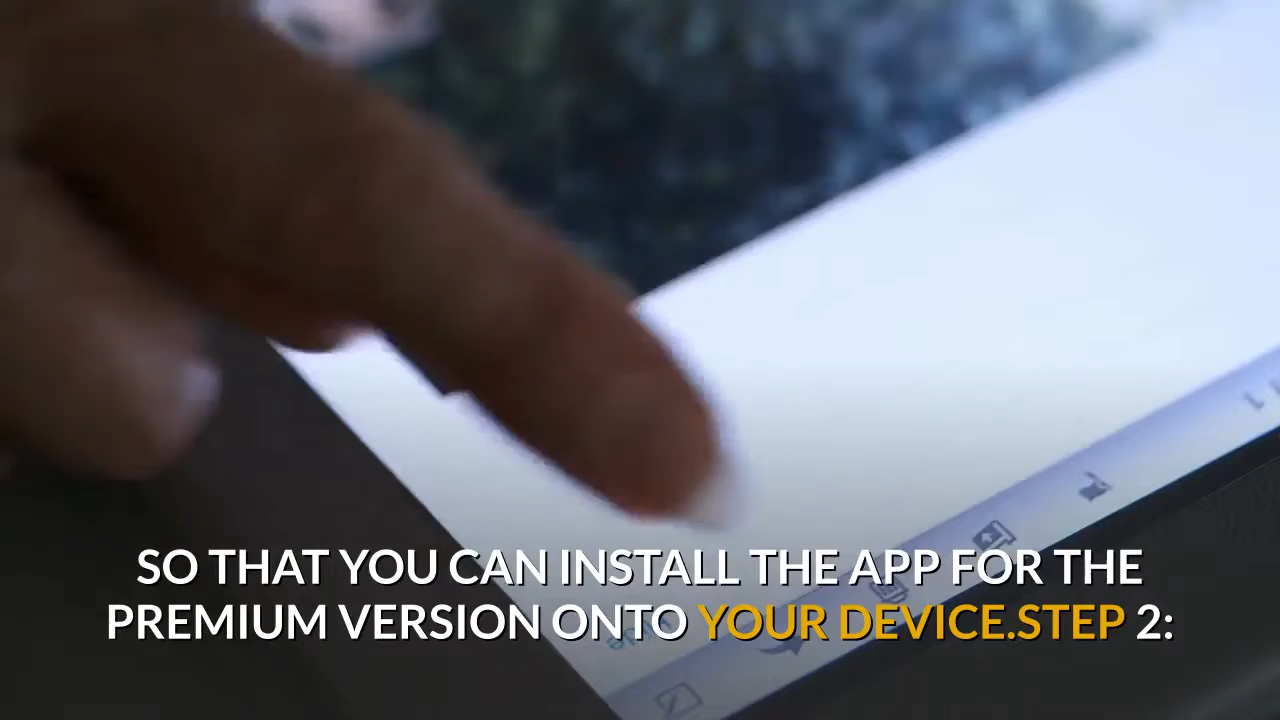 SO THAT YOU CAN INSTALL THE APP FOR THE
PREMIUM VERSION ONTO YOUR DEVICE.STEP 2: